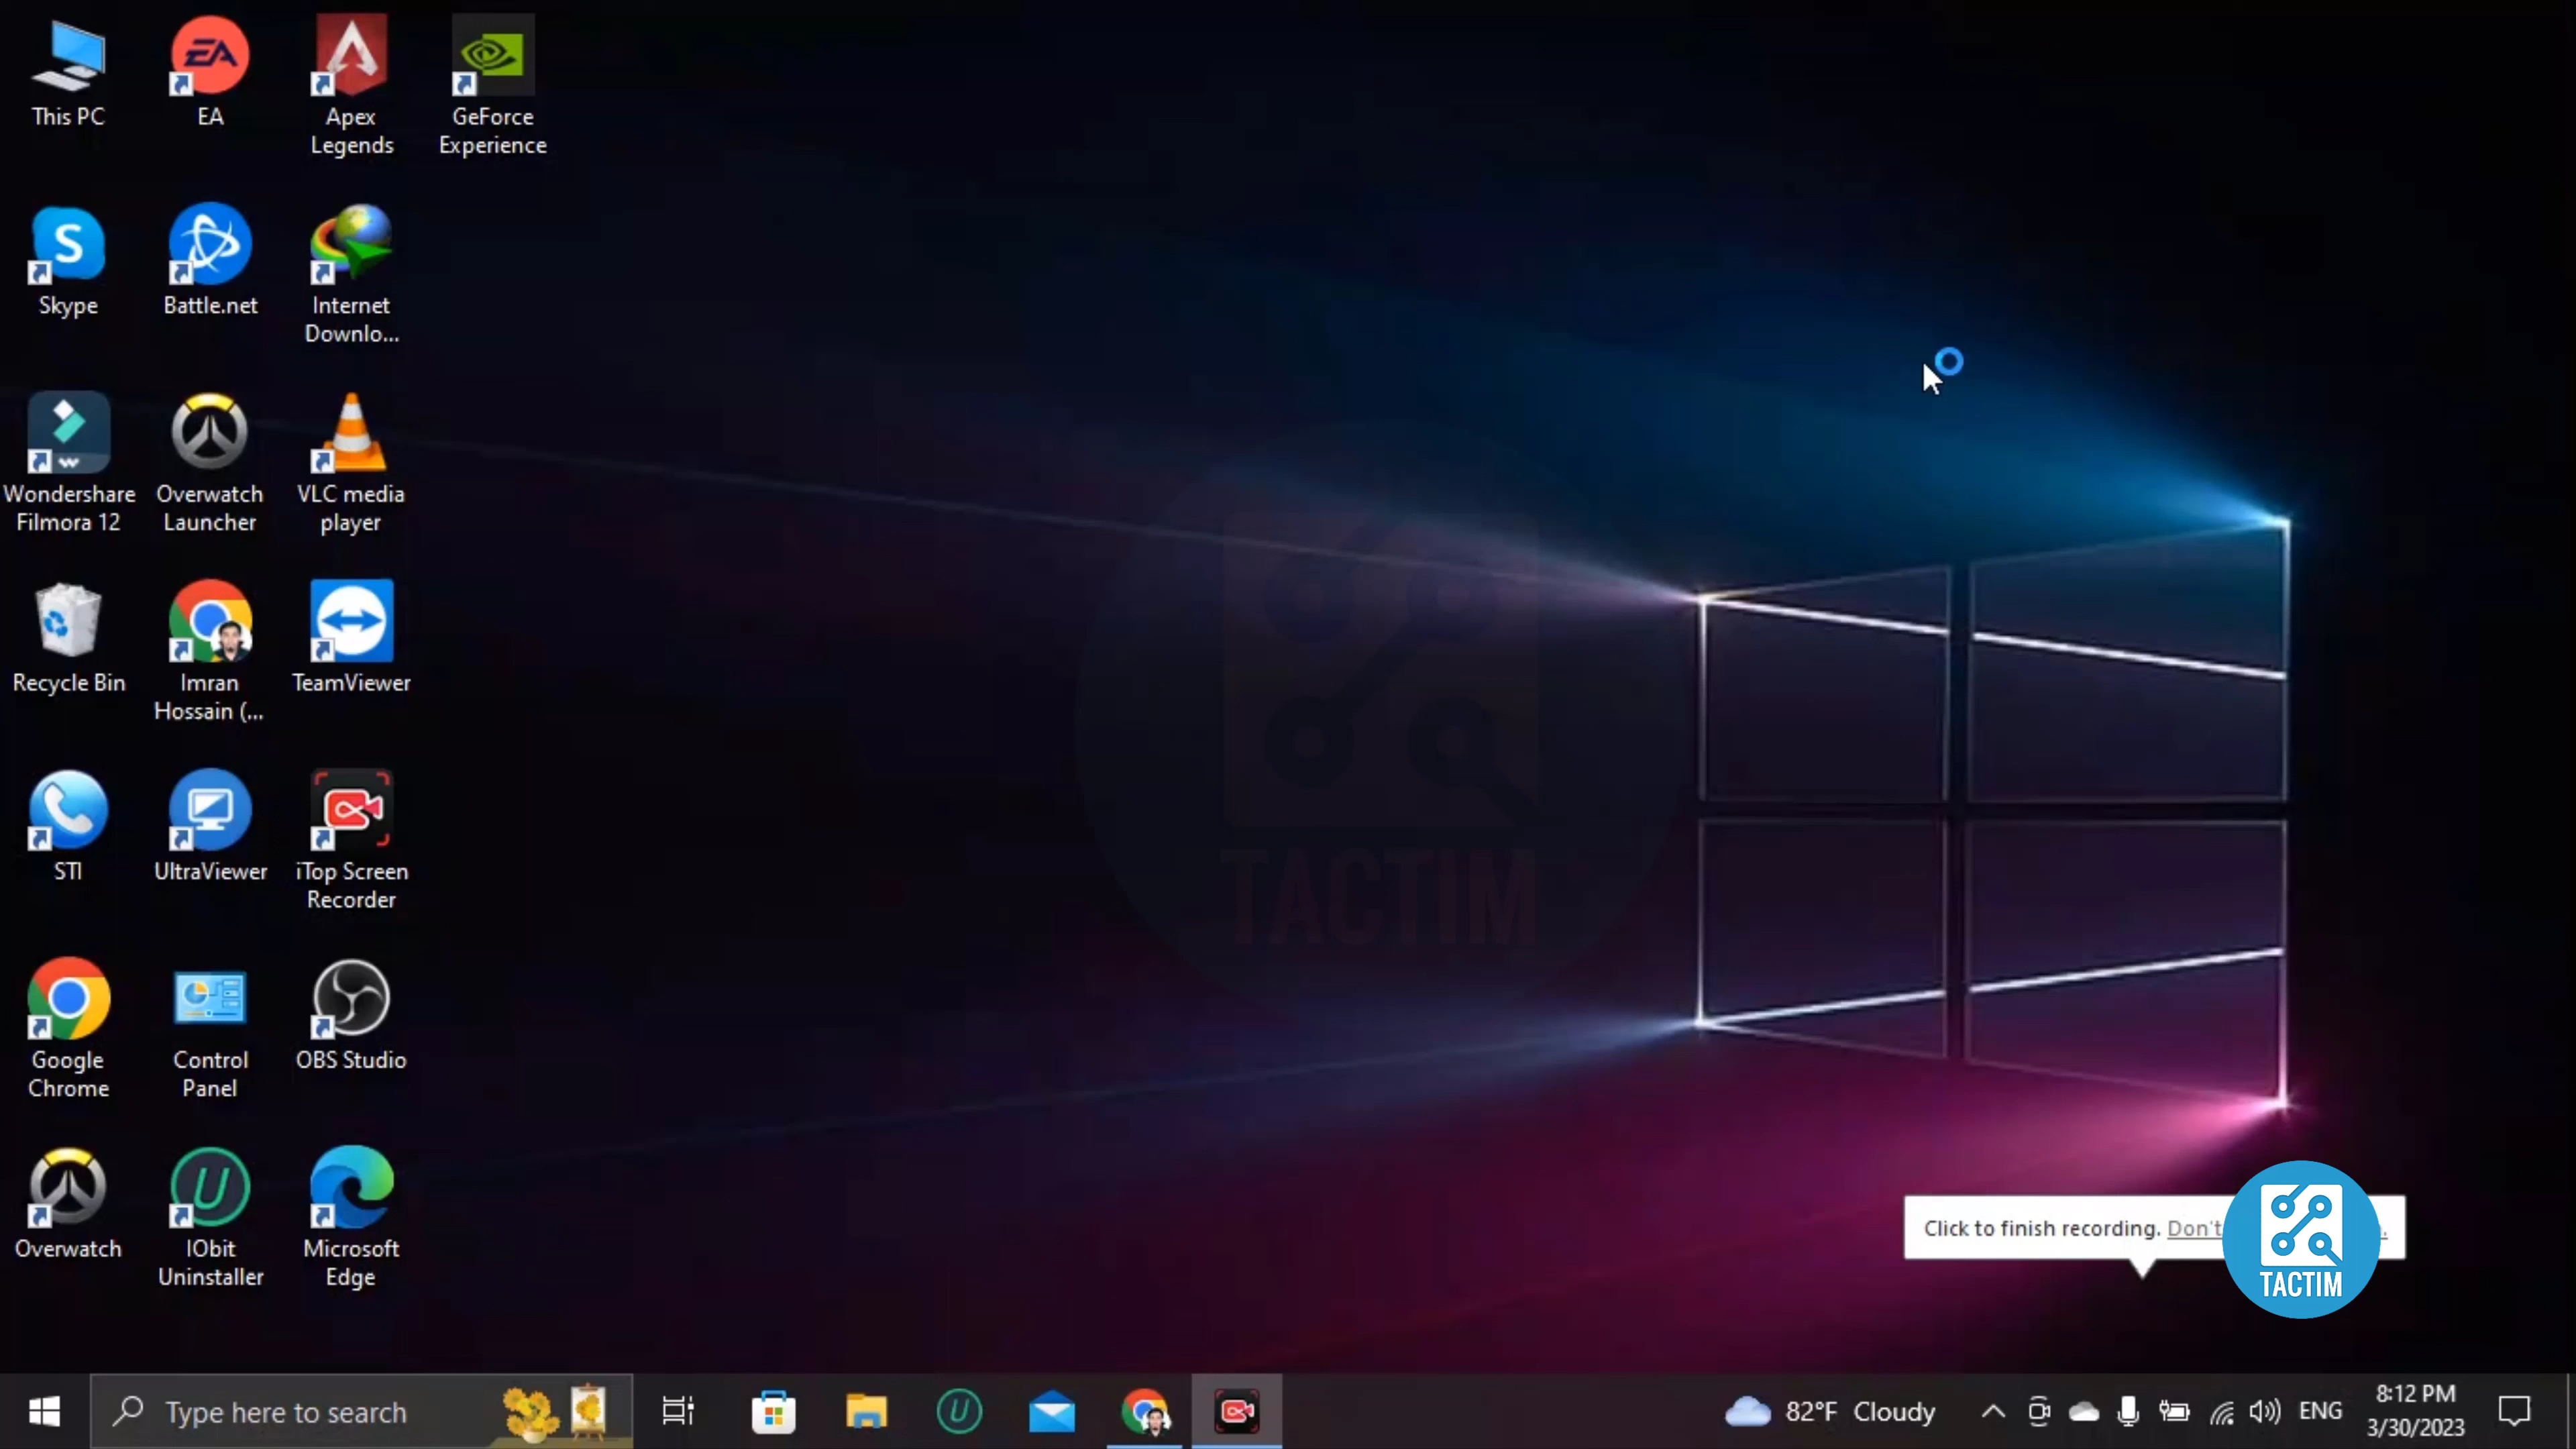 This PC
EA
Apex
Legends
GeForce
Experience
Skype
Battle.net
Internet
Downlo...
Wondershare
Filmora 12
Overwatch
Launcher
VLC media
player
Recycle Bin
Imran
Hossain (...
TeamViewer
STI
UltraViewer
iTop Screen
Recorder
Google
Chrome
Control
Panel
OBS Studio
Overwatch
IObit
Uninstaller
Microsoft
Edge
TACTIM
Click to finish recording. Don't
TACTIM
Type here to search
82°F Cloudy
ENG
8:12 PM
3/30/2023